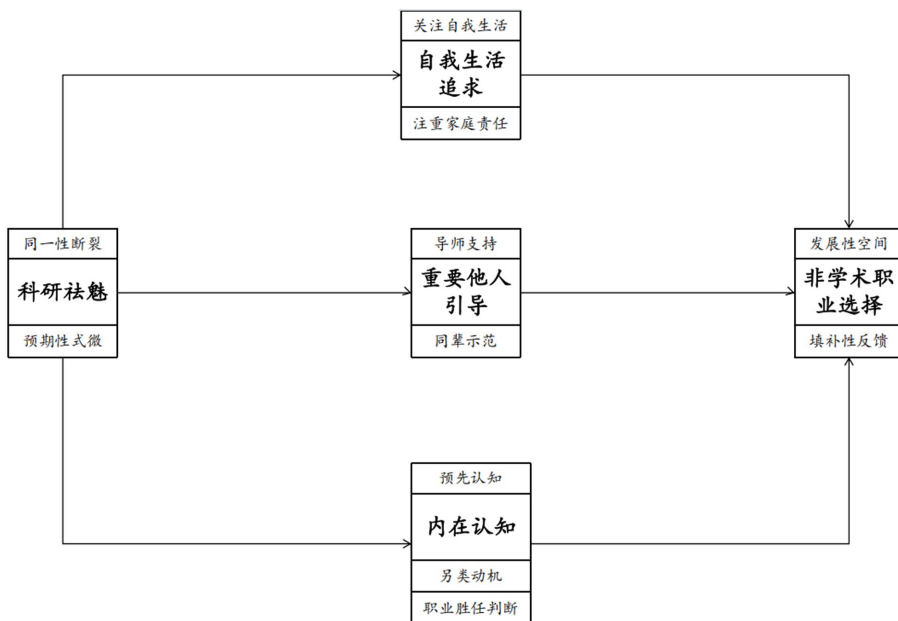 关注自我生活
自我生活
追求
注重家庭责任
同一性断裂
科研祛魅
预期性式微
导师支持
重要他人
引导
同辈示范
发展性空间
非学术职
业选择
填补性反馈
预先认知
内在认知
另类动机
职业胜任判断